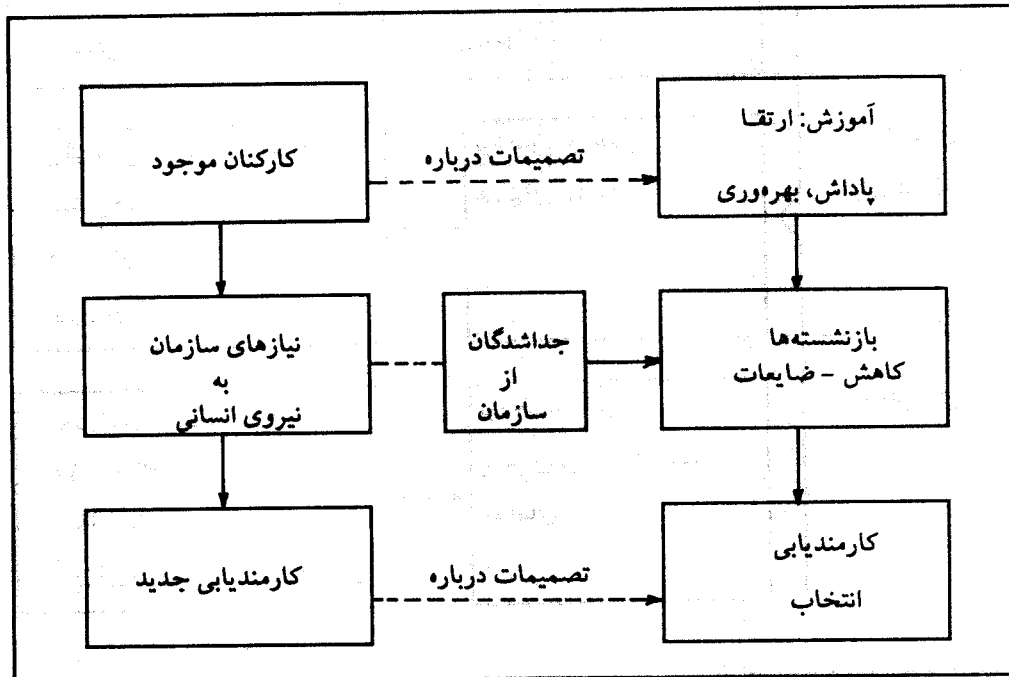 آموزش: ارتقا
پاداش، بهره‌وری
تصمیمات درباره
کارکنان موجود
بازنشسته‌ها
کاهش - ضایعات
جداشدگان
از
سازمان
نیازهای سازمان
به
نیروی انسانی
کارمندیابی
انتخاب
تصمیمات درباره
کارمندیابی جدید